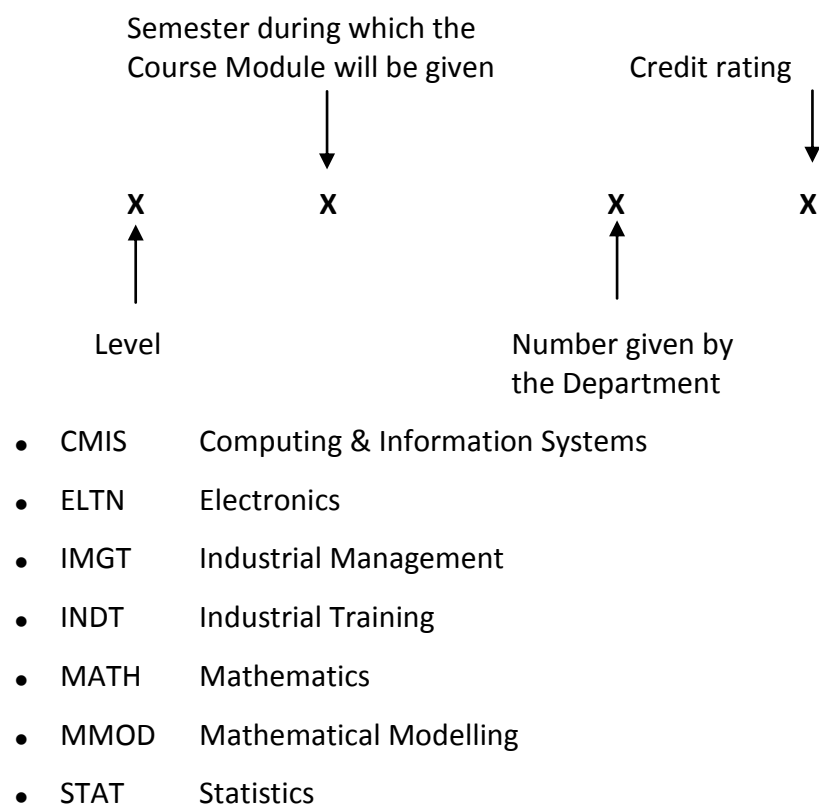 Semester during which the
Course Module will be given
Credit rating
X X X X
Level
Number given by
the Department
• CMIS Computing & Information Systems
• ELTN Electronics
• IMGT Industrial Management
• INDT Industrial Training
• MATH Mathematics
• MMOD Mathematical Modelling
• STAT Statistics